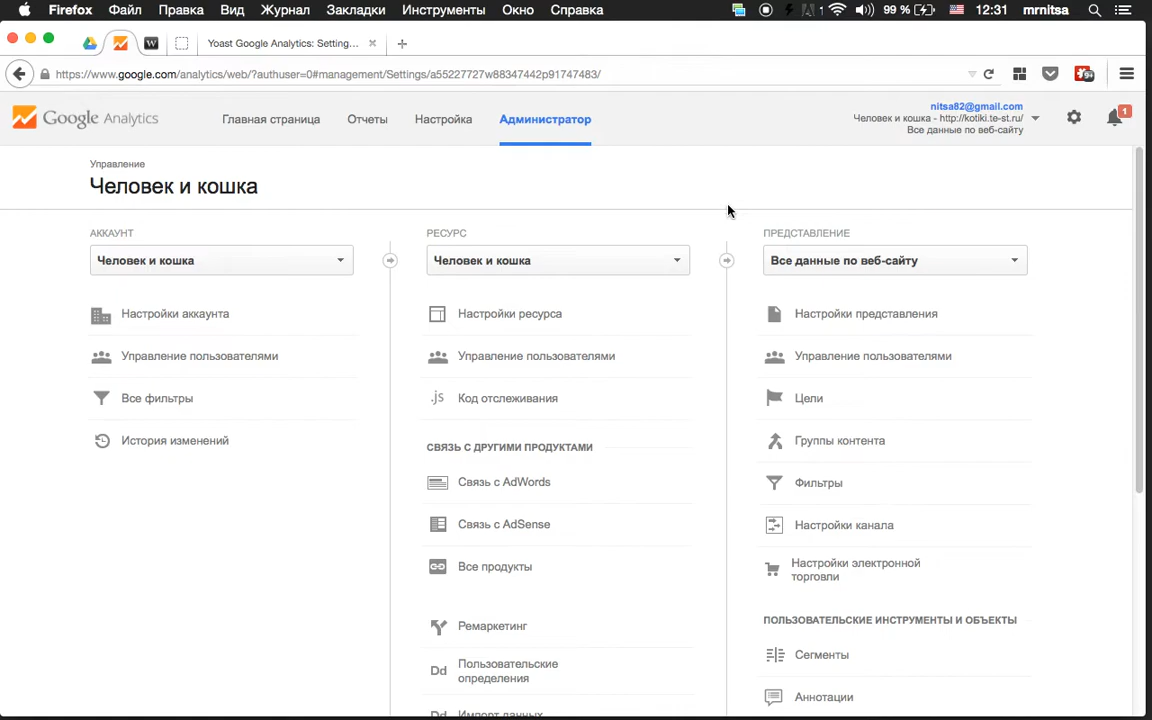 Firefox Файл Правка Вид Журнал Закладки Инструменты Окно Справка 1 99 % 12:31 mrnitsa
W Yoast Google Analytics: Setting... × +
https://www.google.com/analytics/web/?authuser=0#management/Settings/a55227727w88347442p91747483/
nitsa82@gmail.com
Google Analytics Главная страница Отчеты Настройка Администратор Человек и кошка - http://kotiki.te-st.ru/ 1
Все данные по веб-сайту
Управление
Человек и кошка
АККАУНТ РЕСУРС ПРЕДСТАВЛЕНИЕ
Человек и кошка Человек и кошка Все данные по веб-сайту
Настройки аккаунта
Управление пользователями
Все фильтры
История изменений
Настройки ресурса
Управление пользователями
.js Код отслеживания
СВЯЗЬ С ДРУГИМИ ПРОДУКТАМИ
Связь с AdWords
Связь с AdSense
Все продукты
Ремаркетинг
Dd Пользовательские
определения
Dd Импорт данных
Настройки представления
Управление пользователями
Цели
Группы контента
Фильтры
Настройки канала
Настройки электронной
торговли
ПОЛЬЗОВАТЕЛЬСКИЕ ИНСТРУМЕНТЫ И ОБЪЕКТЫ
Сегменты
Аннотации